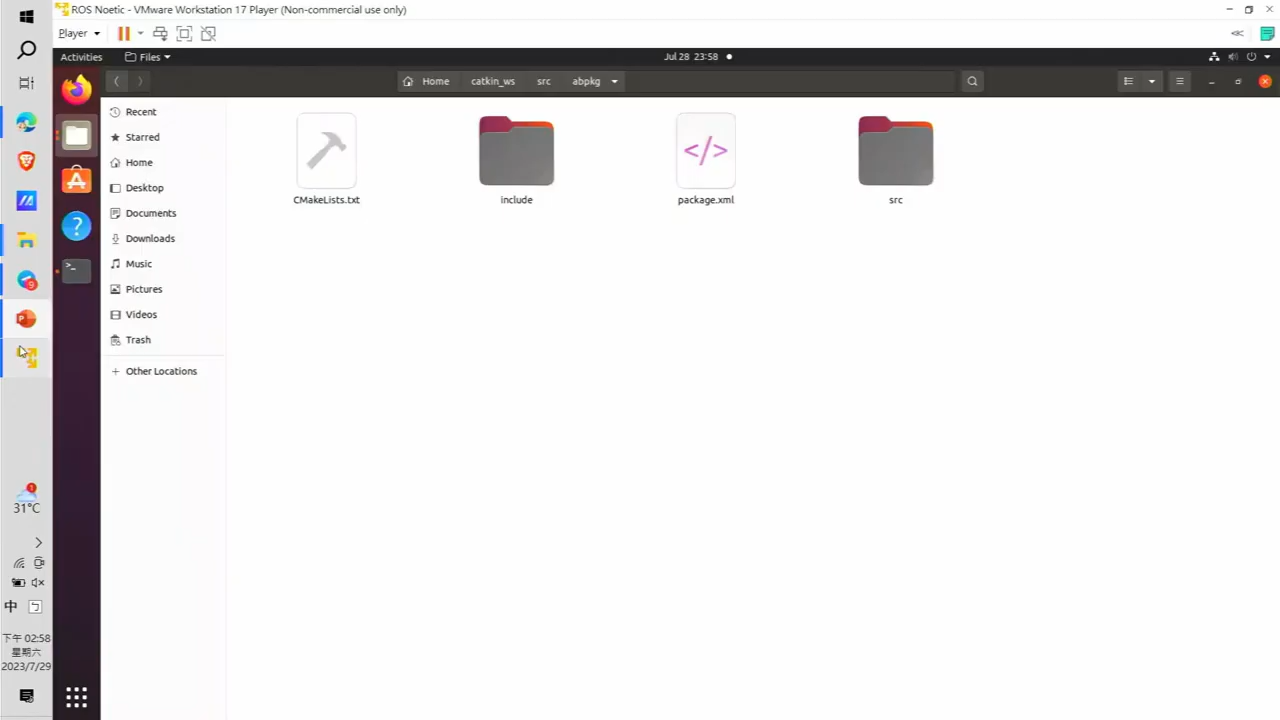 ROS Noetic - VMware Workstation 17 Player (Non-commercial use only)
Player
Activities
Files
Jul 28 23:58
Home
catkin_ws
src
abpkg
Recent
Starred
Home
Desktop
Documents
Downloads
Music
Pictures
Videos
Trash
+ Other Locations
CMakeLists.txt
include
</>
package.xml
src
9
P
1
31°C
中
ㄅ
下午 02:58
星期六
2023/7/29